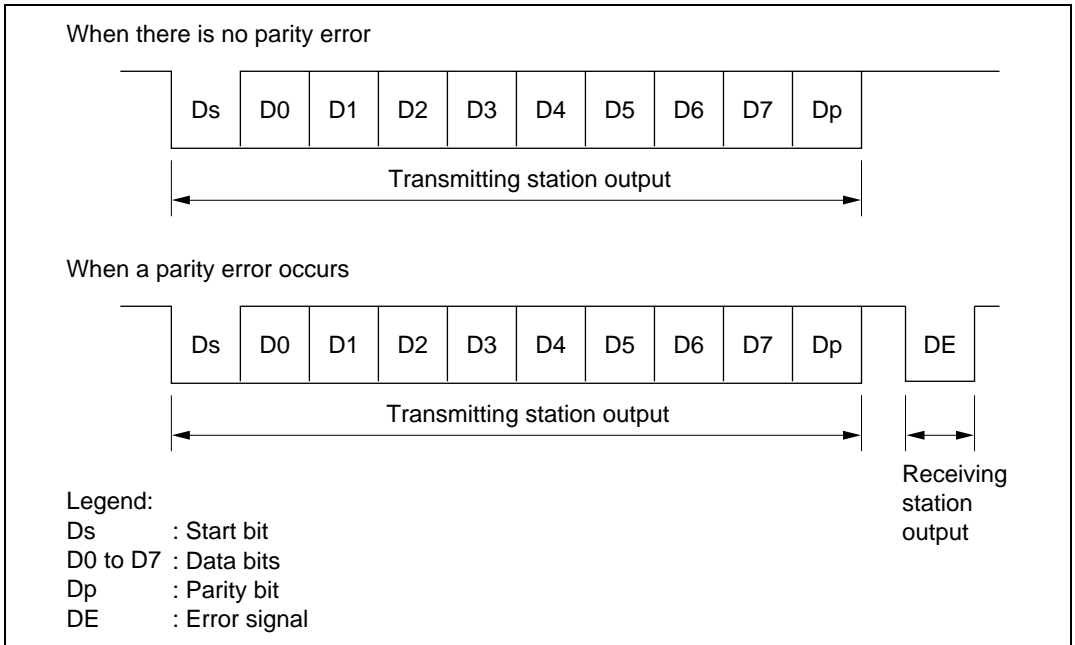 When there is no parity error
Ds D0 D1 D2 D3 D4 D5 D6 D7 Dp
Transmitting station output
When a parity error occurs
Ds D0 D1 D2 D3 D4 D5 D6 D7 Dp DE
Transmitting station output
Receiving
station
output
Legend:
Ds : Start bit
D0 to D7 : Data bits
Dp : Parity bit
DE : Error signal